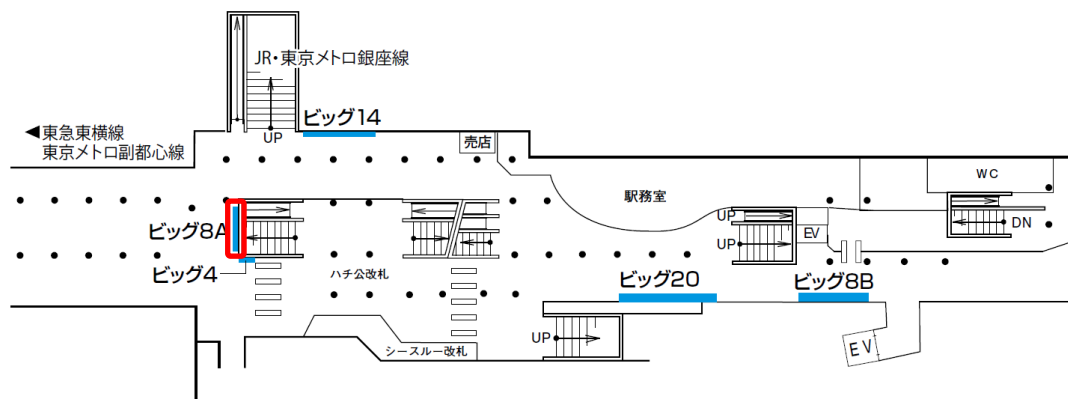 JR・東京メトロ銀座線
UP
ビッグ14
◀東急東横線
東京メトロ副都心線
売店
駅務室
WC
ビッグ8A
ビッグ4
ハチ公改札
シースルー改札
UP
UP
EV
DN
ビッグ20
ビッグ8B
UP
EV